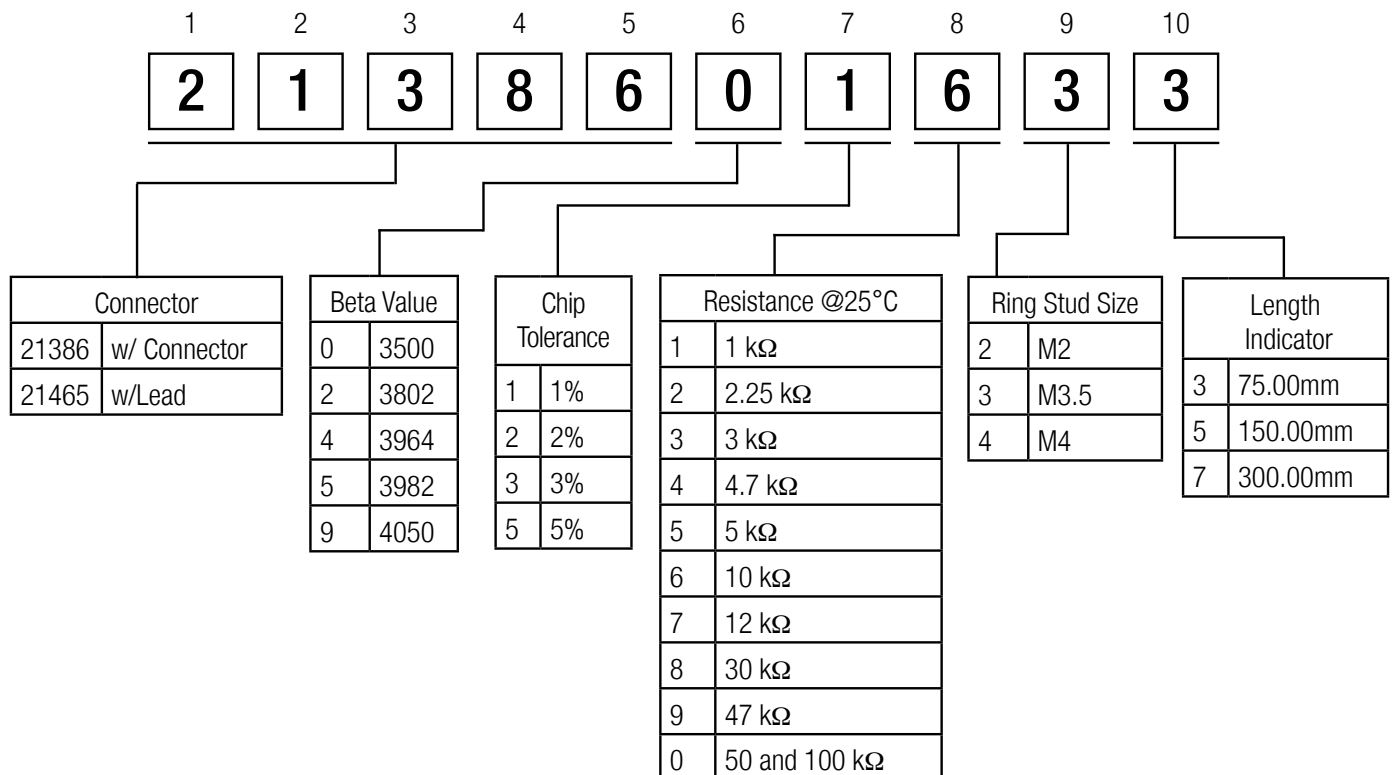 1 2 3 4 5 6 7 8 9 10
2 1 3 8 6 0 1 6 3 3
Connector
21386 w/ Connector
21465 w/Lead
Beta Value
0 3500
2 3802
4 3964
5 3982
9 4050
Chip
Tolerance
1 1%
2 2%
3 3%
5 5%
Resistance @25°C
1 1 kΩ
2 2.25 kΩ
3 3 kΩ
4 4.7 kΩ
5 5 kΩ
6 10 kΩ
7 12 kΩ
8 30 kΩ
9 47 kΩ
0 50 and 100 kΩ
Ring Stud Size
2 M2
3 M3.5
4 M4
Length
Indicator
3 75.00mm
5 150.00mm
7 300.00mm